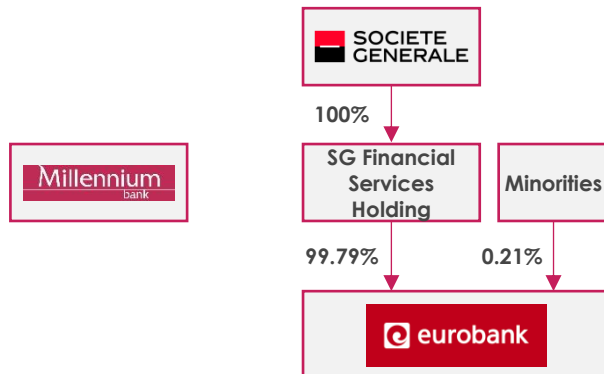 SOCIETE
GENERALE
100%
Millennium
bank
SG Financial
Services
Holding
Minorities
99.79%
0.21%
eurobank